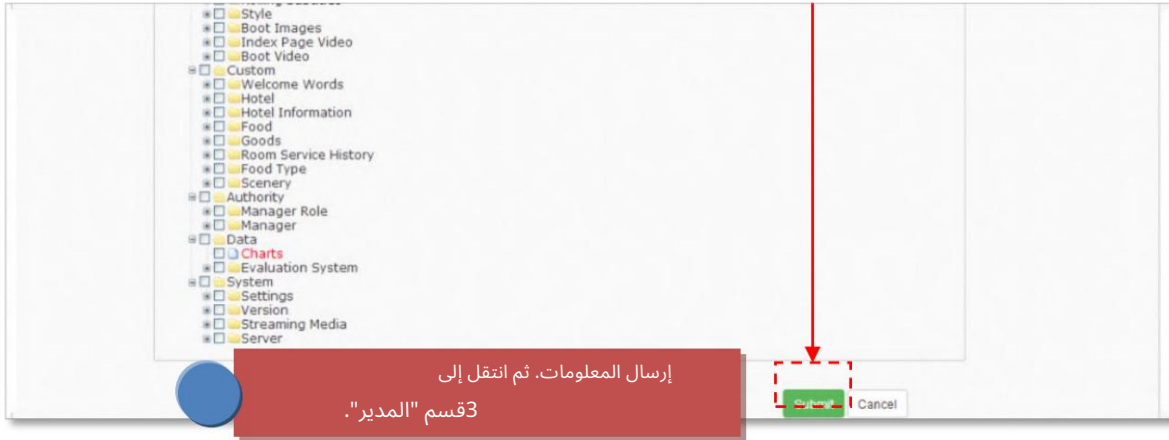 Style
Boot Images
Index Page Video
Boot Video
Custom
Welcome Words
Hotel
Hotel Information
Food
Goods
Room Service History
Food Type
Scenery
Authority
Manager Role
Manager
Data
Charts
Evaluation System
System
Settings
Version
Streaming Media
Server
إرسال المعلومات. ثم انتقل إلى
3قسم "المدير".
Submit Cancel